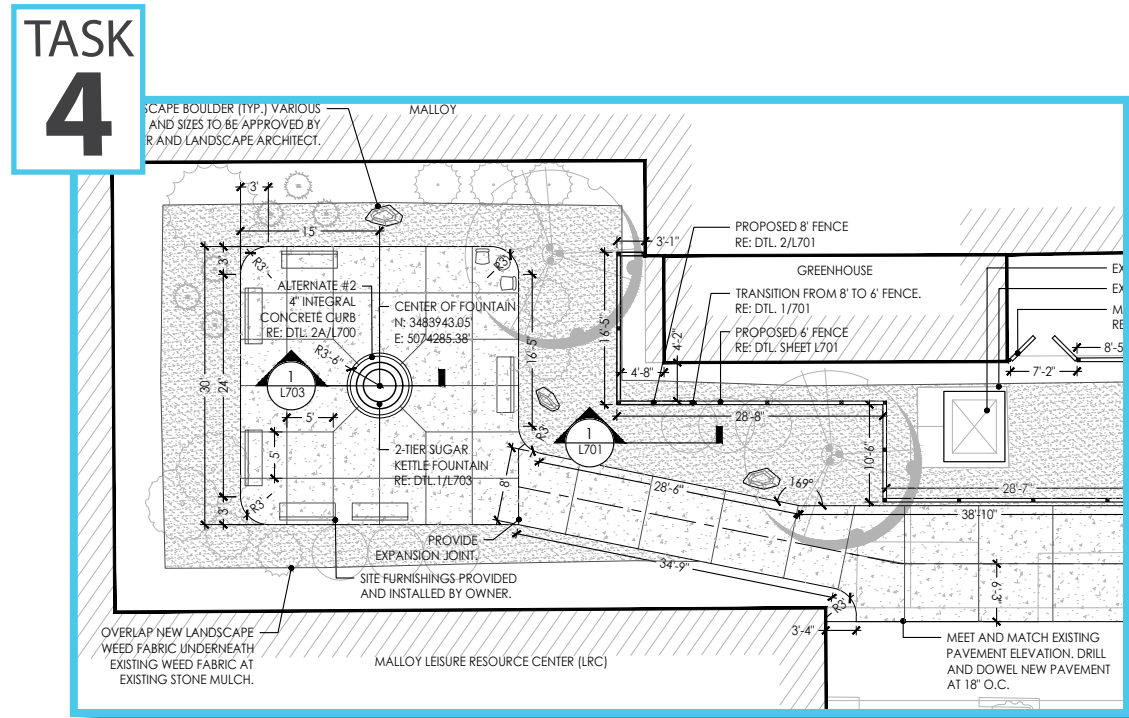 TASK
4
SCAPE BOULDER (TYP.) VARIOUS
AND SIZES TO BE APPROVED BY
R AND LANDSCAPE ARCHITECT.
MALLOY
3'
15'
3'
R3'
R3'
ALTERNATE #2
4" INTEGRAL
CONCRETE CURB
RE: DTL. 2A/L700
CENTER OF FOUNTAIN
N: 3483943.05'
E: 5074285.38'
R3'-6"
1
L703
30'
24'
5'
5'
16'-5"
3'
R3'
R3'
2-TIER SUGAR
KETTLE FOUNTAIN
RE: DTL.1/L703
8'
PROVIDE
EXPANSION JOINT.
SITE FURNISHINGS PROVIDED
AND INSTALLED BY OWNER.
OVERLAP NEW LANDSCAPE
WEED FABRIC UNDERNEATH
EXISTING WEED FABRIC AT
EXISTING STONE MULCH.
MALLOY LEISURE RESOURCE CENTER (LRC)
3'-1"
PROPOSED 8' FENCE
RE: DTL. 2/L701
TRANSITION FROM 8' TO 6' FENCE.
RE: DTL. 1/701
PROPOSED 6' FENCE
RE: DTL. SHEET L701
GREENHOUSE
16'-5"
4'-2"
4'-8"
28'-8"
1
L701
10'-6"
28'-6"
169°
34'-9"
R3'
3'-4"
EX
EX
M
RE
8'-5
7'-2"
28'-7"
38'-10"
6'-3"
MEET AND MATCH EXISTING
PAVEMENT ELEVATION. DRILL
AND DOWEL NEW PAVEMENT
AT 18" O.C.